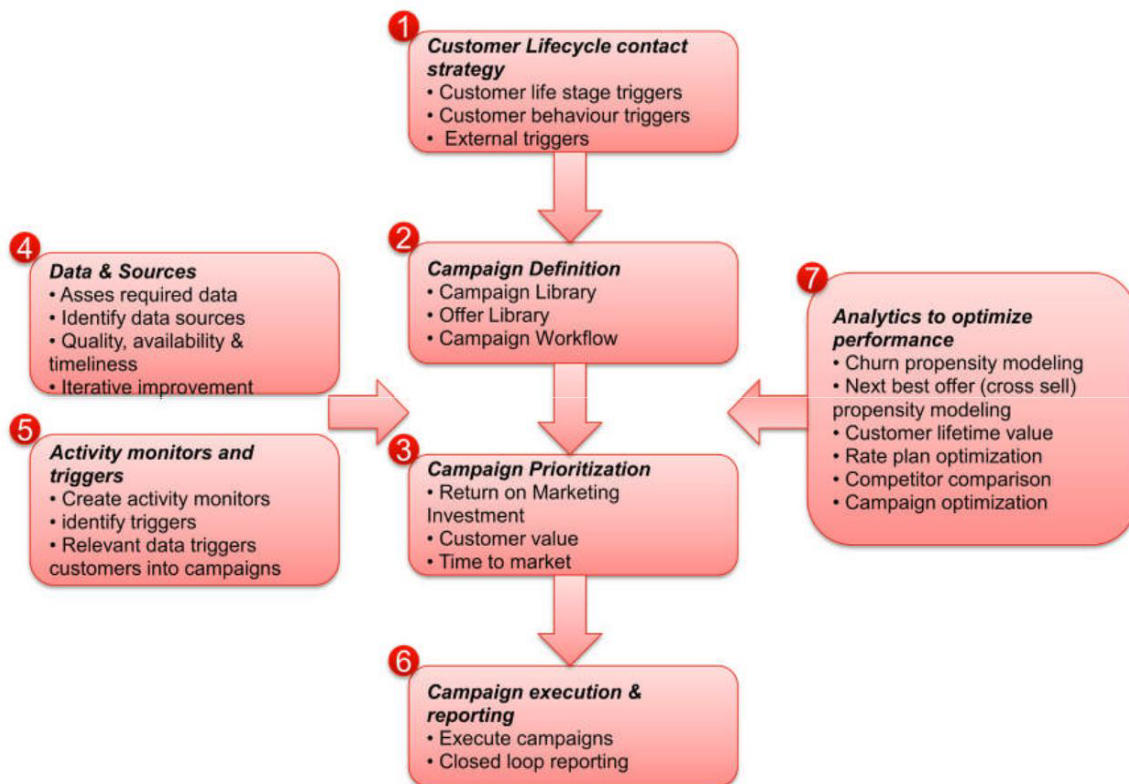 1
Customer Lifecycle contact
strategy
• Customer life stage triggers
• Customer behaviour triggers
• External triggers
2
Campaign Definition
• Campaign Library
• Offer Library
• Campaign Workflow
3
Campaign Prioritization
• Return on Marketing
Investment
• Customer value
• Time to market
4
Data & Sources
• Asses required data
• Identify data sources
• Quality, availability &
timeliness
• Iterative improvement
5
Activity monitors and
triggers
• Create activity monitors
• identify triggers
• Relevant data triggers
customers into campaigns
6
Campaign execution &
reporting
• Execute campaigns
• Closed loop reporting
7
Analytics to optimize
performance
• Churn propensity modeling
• Next best offer (cross sell)
propensity modeling
• Customer lifetime value
• Rate plan optimization
• Competitor comparison
• Campaign optimization